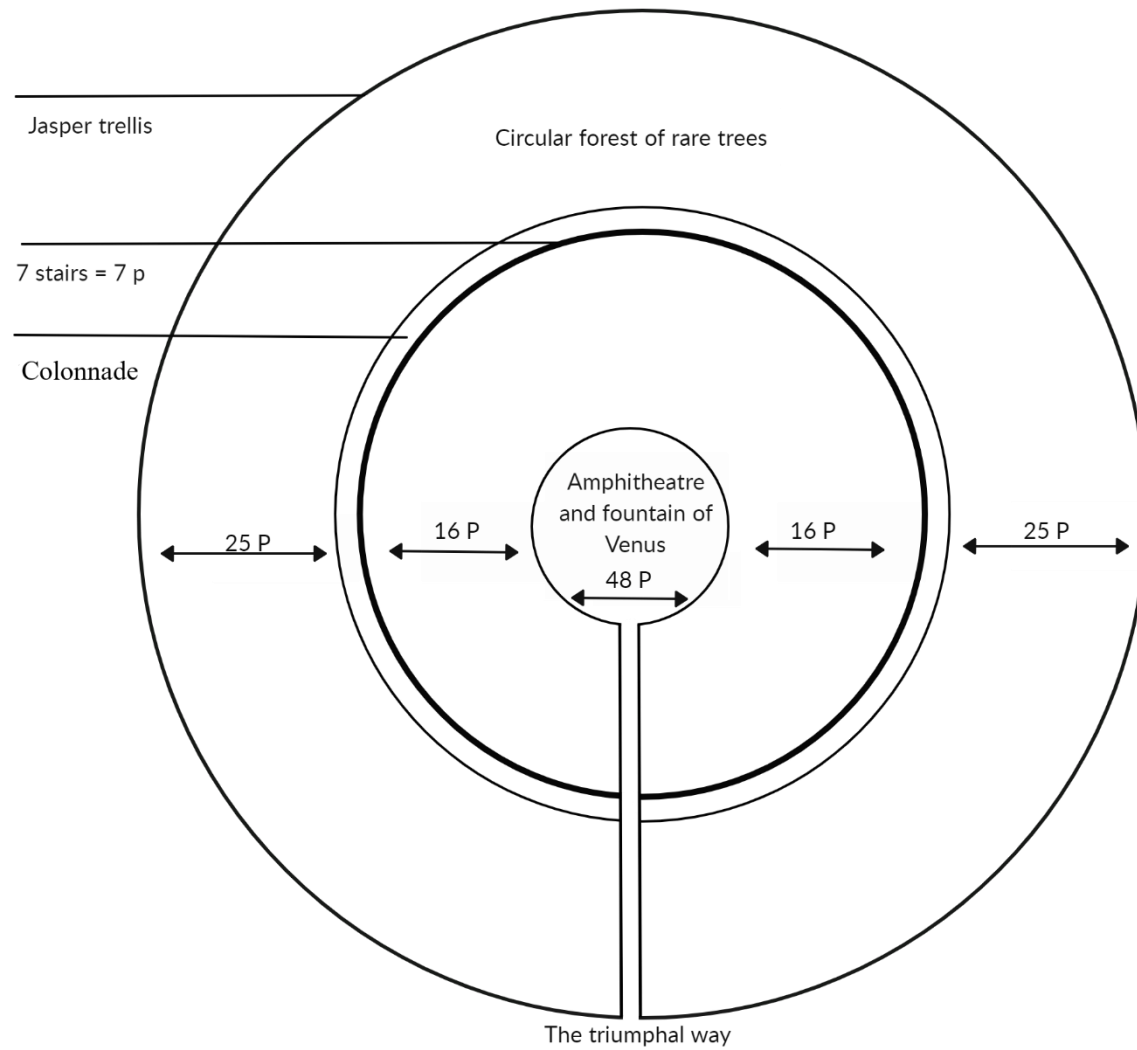 Jasper trellis
Circular forest of rare trees
7 stairs = 7 p
Colonnade
Amphitheatre
and fountain of
Venus
25 P
16 P
48 P
16 P
25 P
The triumphal way